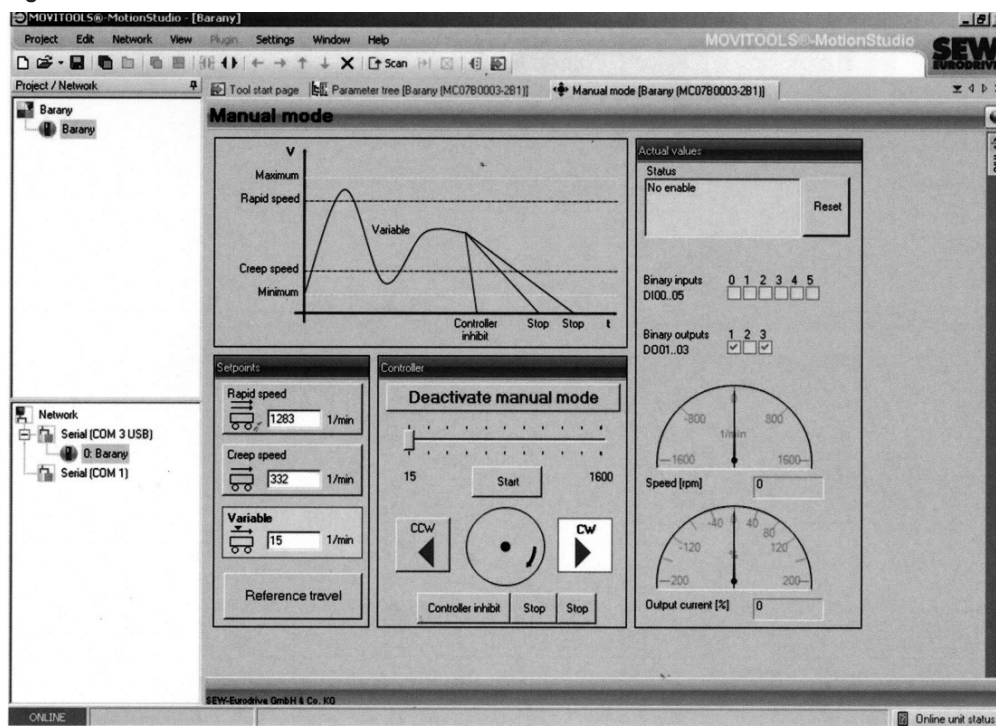 MOVITOOLS®-MotionStudio - [Barany]
Project Edit Network View Plugin Settings Window Help
MOVITOOLS®-MotionStudio
SEW
EURODRIVE
Scan
Project / Network
Tool start page
Parameter tree [Barany (MC07B0003-2B1)]
Manual mode [Barany (MC07B0003-2B1)]
Barany
Barany
Manual mode
V
Maximum
Rapid speed
Variable
Creep speed
Minimum
Controller inhibit
Stop Stop t
Actual values
Status
No enable
Reset
Binary inputs 0 1 2 3 4 5
DI00..05
Binary outputs 1 2 3
DO01..03
Setpoints
Rapid speed
1283 1/min
Creep speed
332 1/min
Variable
15 1/min
Reference travel
Controller
Deactivate manual mode
15 1600
Start
CCW CW
Controller inhibit Stop Stop
0
-800 800
1/min
-1600 1600
Speed [rpm] 0
-40 0 40
80
-120 120
%
-200 200
Output current [%] 0
Network
Serial (COM 3 USB)
0: Barany
Serial (COM 1)
SEW-Eurodrive GmbH & Co. KG
ONLINE
Online unit status